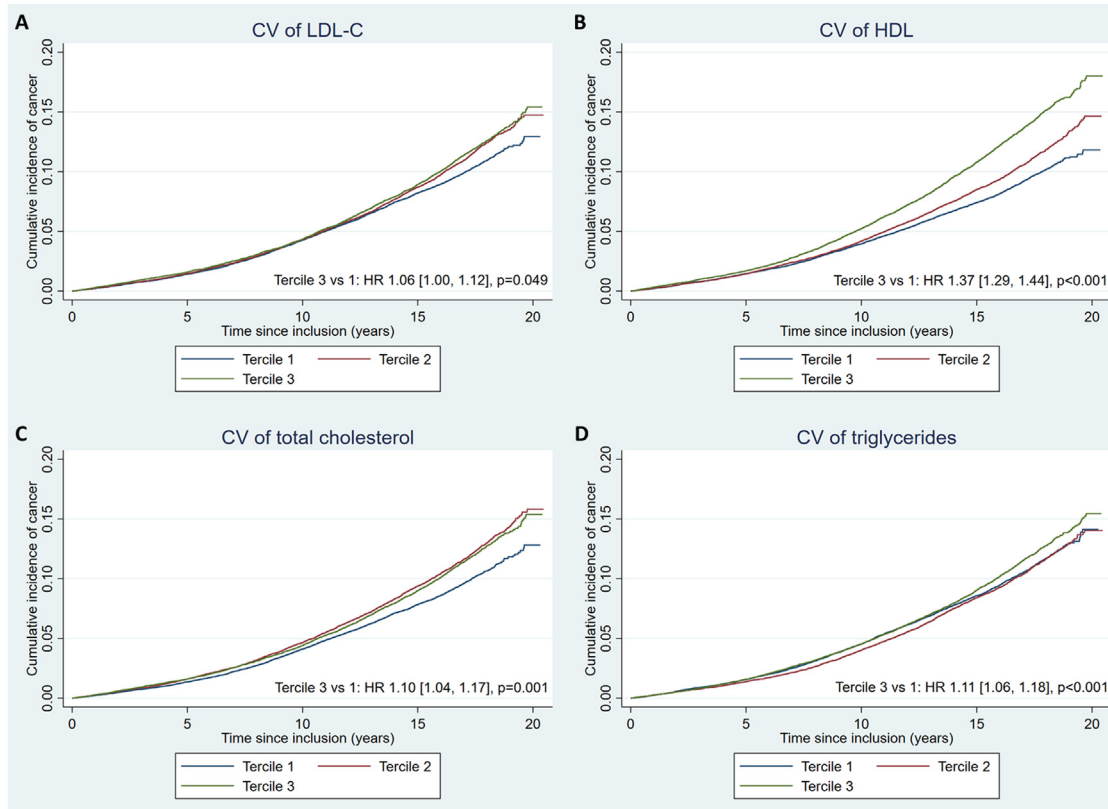 A
CV of LDL-C
Cumulative incidence of cancer
0.20
0.15
0.10
0.05
0.00
Tercile 3 vs 1: HR 1.06 [1.00, 1.12], p=0.049
0 5 10 15 20
Time since inclusion (years)
Tercile 1 Tercile 2
Tercile 3
B
CV of HDL
Cumulative incidence of cancer
0.20
0.15
0.10
0.05
0.00
Tercile 3 vs 1: HR 1.37 [1.29, 1.44], p<0.001
0 5 10 15 20
Time since inclusion (years)
Tercile 1 Tercile 2
Tercile 3
C
CV of total cholesterol
Cumulative incidence of cancer
0.20
0.15
0.10
0.05
0.00
Tercile 3 vs 1: HR 1.10 [1.04, 1.17], p=0.001
0 5 10 15 20
Time since inclusion (years)
Tercile 1 Tercile 2
Tercile 3
D
CV of triglycerides
Cumulative incidence of cancer
0.20
0.15
0.10
0.05
0.00
Tercile 3 vs 1: HR 1.11 [1.06, 1.18], p<0.001
0 5 10 15 20
Time since inclusion (years)
Tercile 1 Tercile 2
Tercile 3